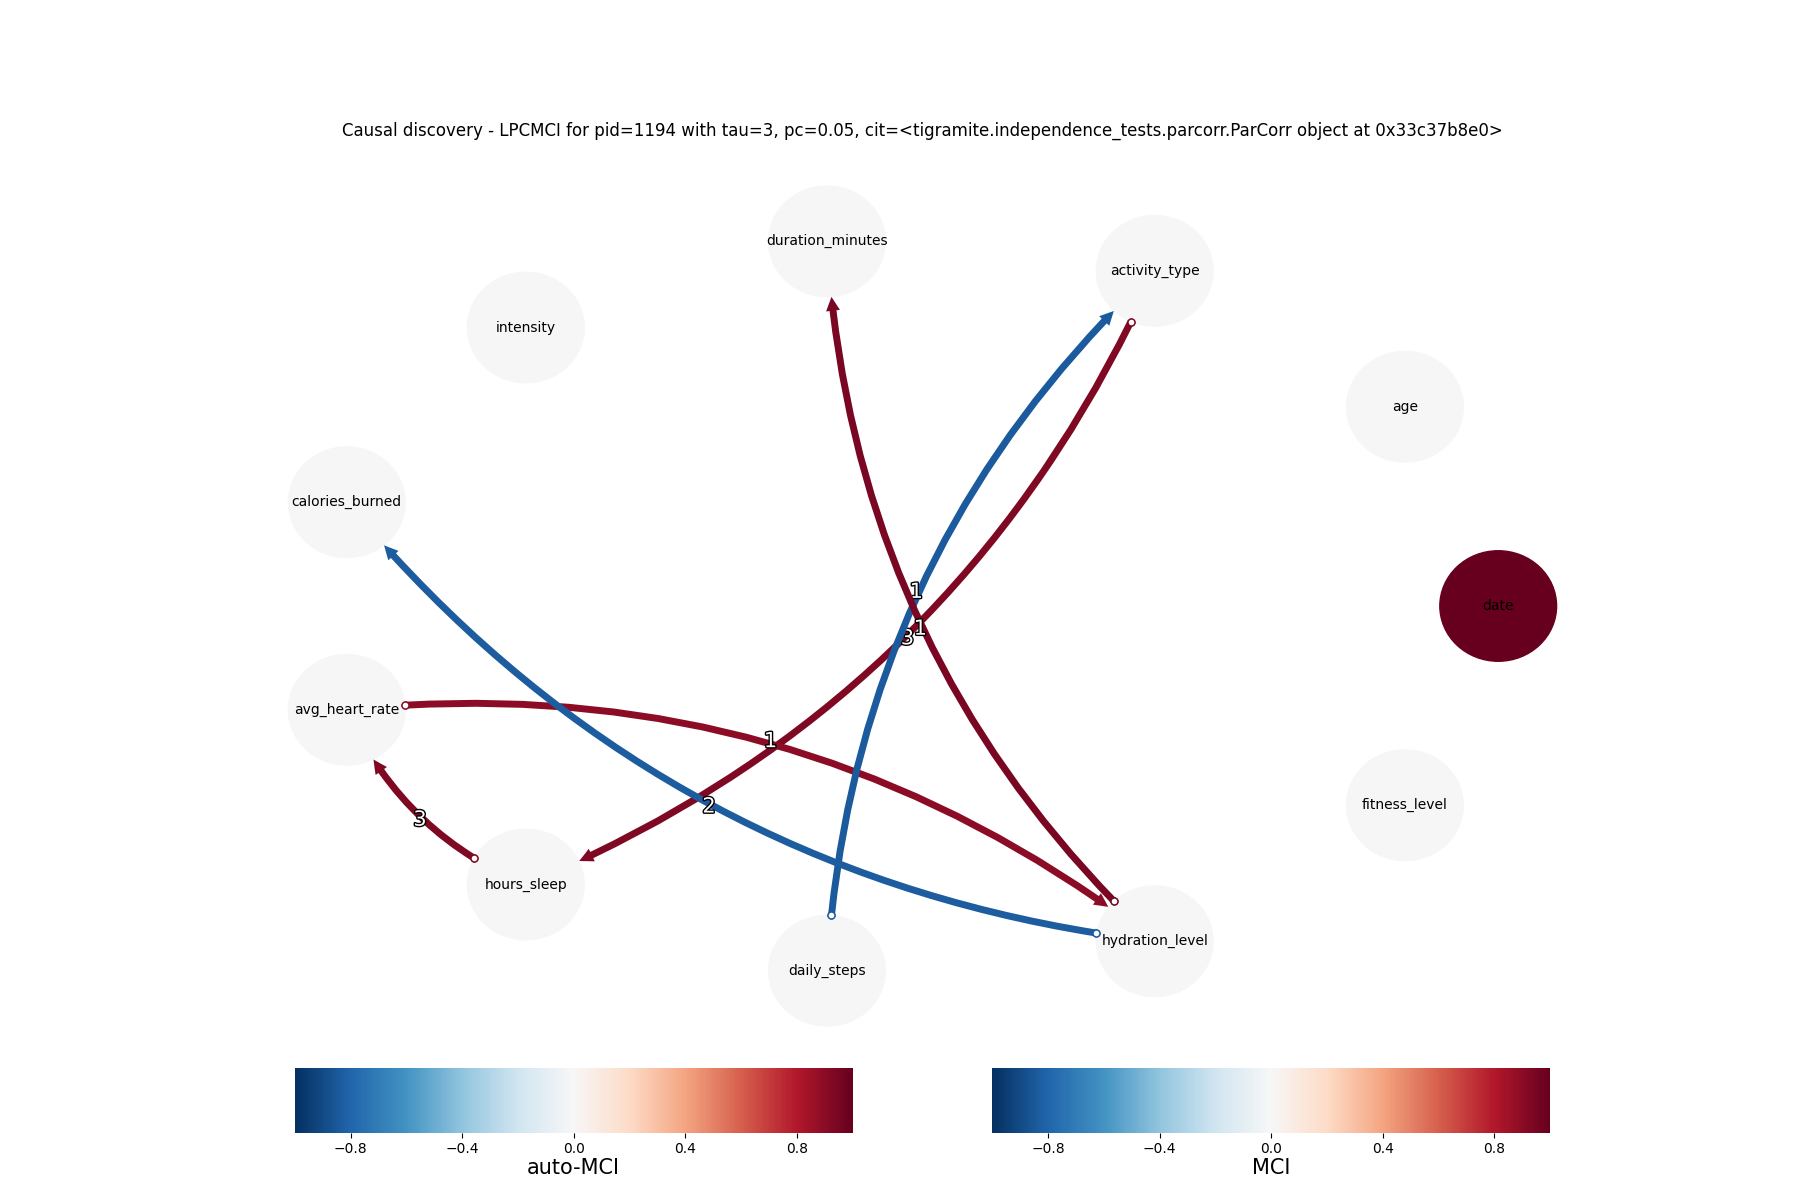 Causal discovery - LPCMCI for pid=1194 with tau=3, pc=0.05, cit=<tigramite.independence_tests.parcorr.ParCorr object at 0x33c37b8e0>
duration_minutes
activity_type
intensity
age
calories_burned
1
date
1
3
avg_heart_rate
1
2
fitness_level
3
hours_sleep
hydration_level
daily_steps
−0.8 −0.4 0.0 0.4 0.8
auto-MCI
−0.8 −0.4 0.0 0.4 0.8
MCI